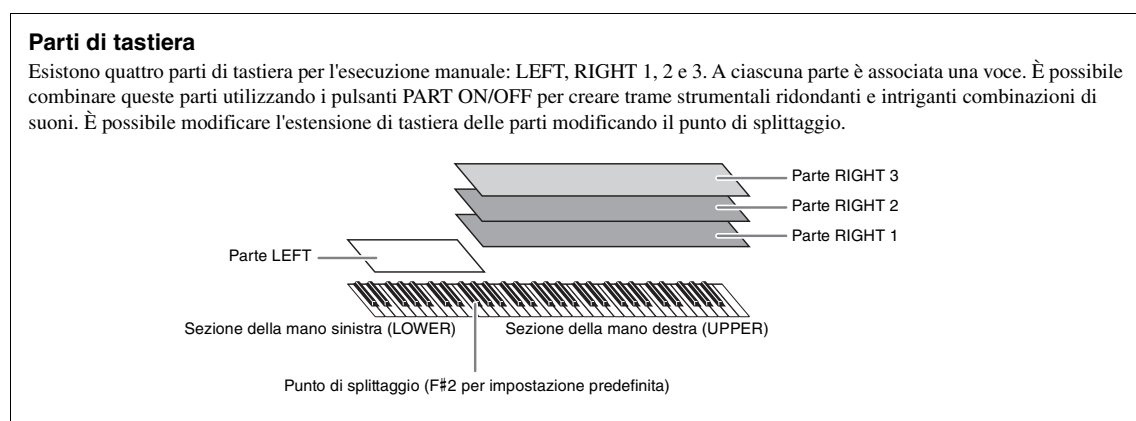 Parti di tastiera
Esistono quattro parti di tastiera per l'esecuzione manuale: LEFT, RIGHT 1, 2 e 3. A ciascuna parte è associata una voce. È possibile
combinare queste parti utilizzando i pulsanti PART ON/OFF per creare trame strumentali ridondanti e intriganti combinazioni di
suoni. È possibile modificare l'estensione di tastiera delle parti modificando il punto di splittaggio.
Parte RIGHT 3
Parte RIGHT 2
Parte RIGHT 1
Parte LEFT
Sezione della mano sinistra (LOWER)
Sezione della mano destra (UPPER)
Punto di splittaggio (F♯2 per impostazione predefinita)